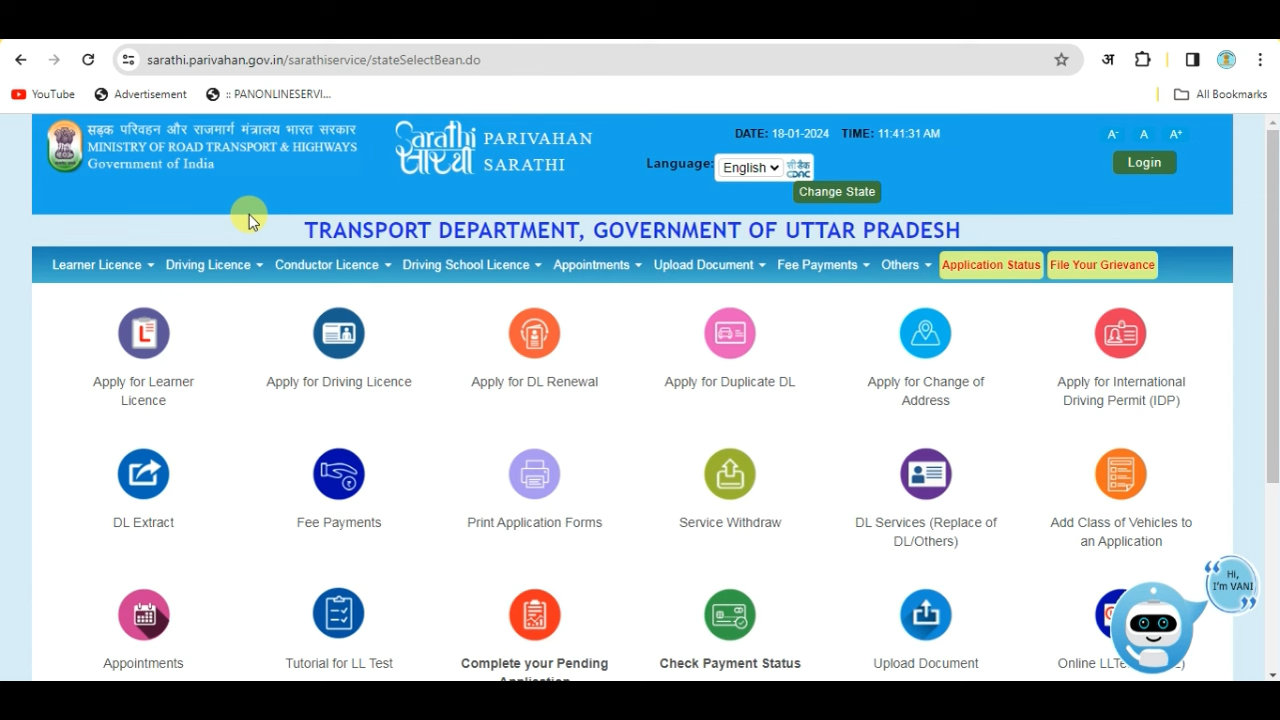 sarathi.parivahan.gov.in/sarathiservice/stateSelectBean.do
अ
YouTube
Advertisement
:: PANONLINESERVI...
All Bookmarks
सड़क परिवहन और राजमार्ग मंत्रालय भारत सरकार
MINISTRY OF ROAD TRANSPORT & HIGHWAYS
Government of India
Sarathi
सारथी
PARIVAHAN
SARATHI
DATE: 18-01-2024 TIME: 11:41:31 AM
Language: English
सीडैक
CDAC
Change State
A- A A+
Login
TRANSPORT DEPARTMENT, GOVERNMENT OF UTTAR PRADESH
Learner Licence Driving Licence Conductor Licence Driving School Licence Appointments Upload Document Fee Payments Others Application Status File Your Grievance
Apply for Learner
Licence
Apply for Driving Licence
Apply for DL Renewal
Apply for Duplicate DL
Apply for Change of
Address
Apply for International
Driving Permit (IDP)
DL Extract
Fee Payments
Print Application Forms
Service Withdraw
DL Services (Replace of
DL/Others)
Add Class of Vehicles to
an Application
Appointments
Tutorial for LL Test
Complete your Pending
Application
Check Payment Status
Upload Document
Online LLTe
HI,
I'm VANI